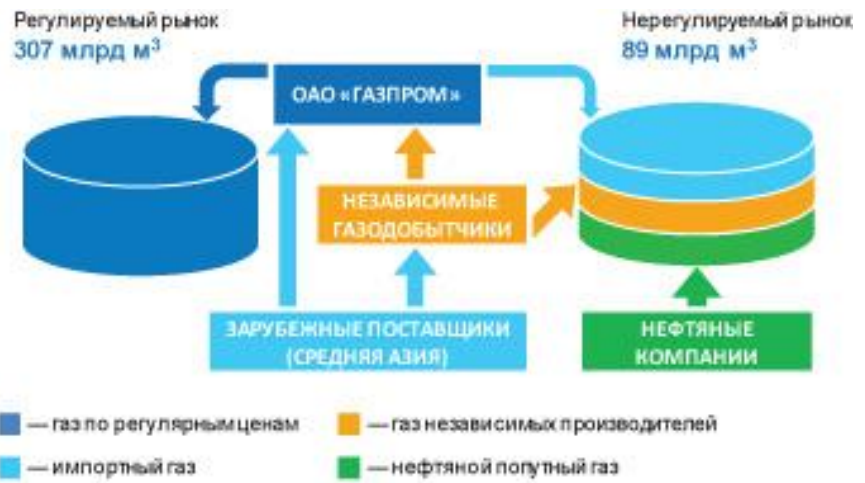 Регулируемый рынок
307 млрд м³
Нерегулируемый рынок
89 млрд м³
ОАО «ГАЗПРОМ»
НЕЗАВИСИМЫЕ
ГАЗОДОБЫТЧИКИ
ЗАРУБЕЖНЫЕ ПОСТАВЩИКИ
(СРЕДНЯЯ АЗИЯ)
НЕФТЯНЫЕ
КОМПАНИИ
— газ по регулярным ценам
— газ независимых производителей
— импортный газ
— нефтяной попутный газ